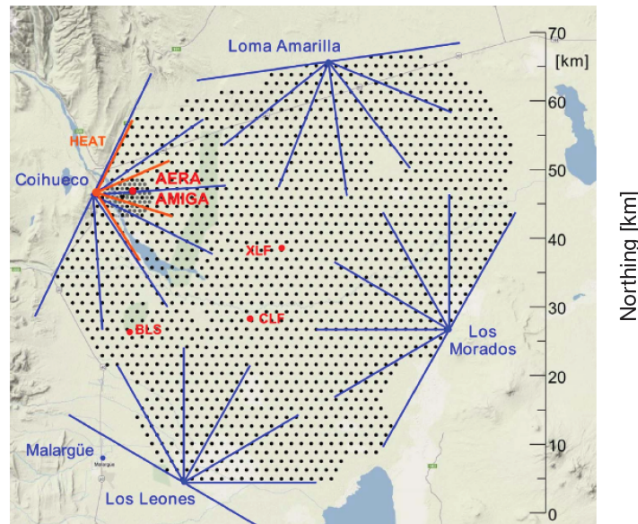 70
Loma Amarilla
[km]
60
HEAT
Coihueco
AERA
AMIGA
50
40
XLF
30
CLF
BLS
Los
Morados
20
10
Malargüe
Los Leones
0
Northing [km]